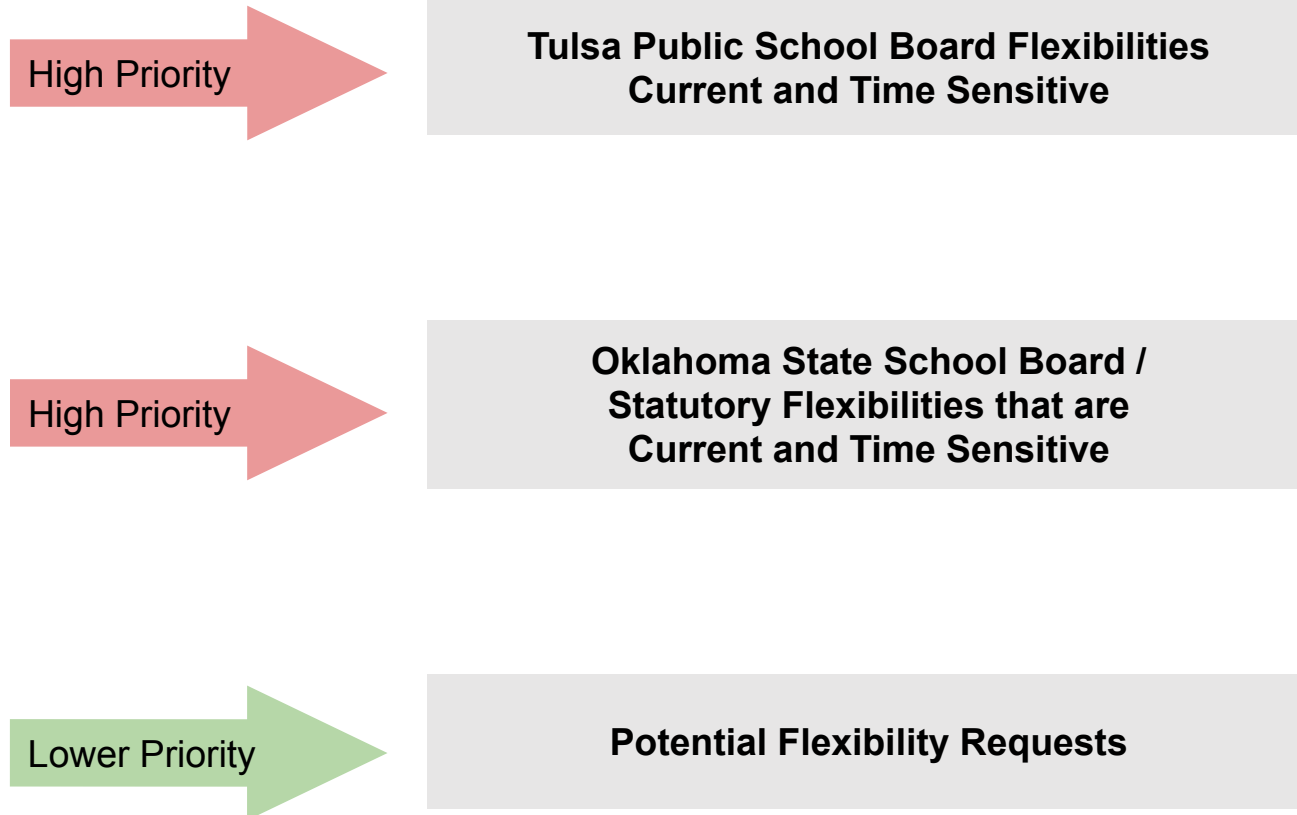 High Priority
Tulsa Public School Board Flexibilities
Current and Time Sensitive
High Priority
Oklahoma State School Board /
Statutory Flexibilities that are
Current and Time Sensitive
Lower Priority
Potential Flexibility Requests